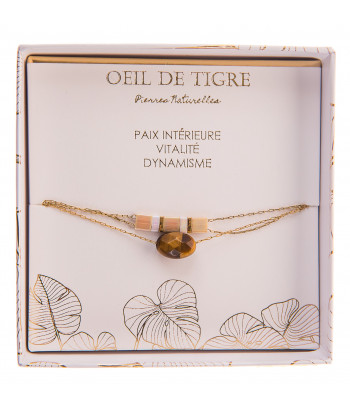 OEIL DE TIGRE
Pierres Naturelles
PAIX INTÉRIEURE
VITALITÉ
DYNAMISME